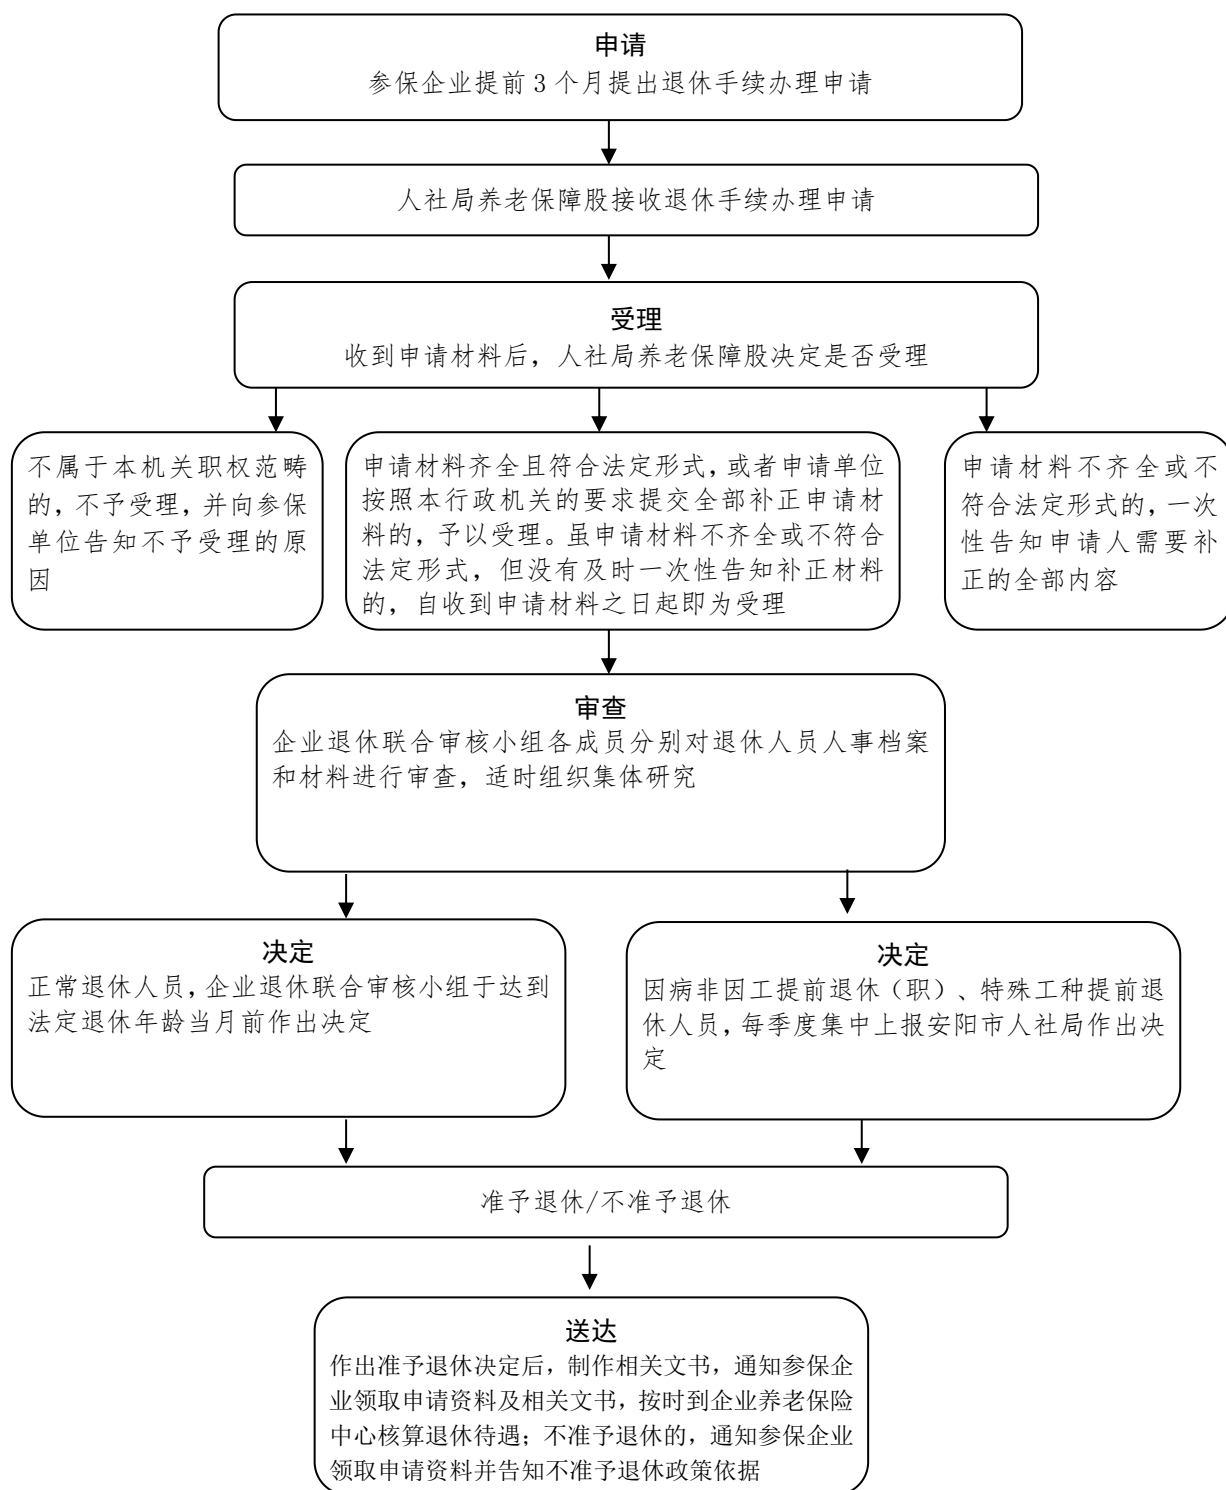 申请
参保企业提前 3 个月提出退休手续办理申请
人社局养老保障股接收退休手续办理申请
受理
收到申请材料后，人社局养老保障股决定是否受理
不属于本机关职权范畴
的，不予受理，并向参保
单位告知不予受理的原
因
申请材料齐全且符合法定形式，或者申请单位
按照本行政机关的要求提交全部补正申请材
料的，予以受理。虽申请材料不齐全或不符合
法定形式，但没有及时一次性告知补正材料
的，自收到申请材料之日起即为受理
申请材料不齐全或不
符合法定形式的，一次
性告知申请人需要补
正的全部内容
审查
企业退休联合审核小组各成员分别对退休人员人事档案
和材料进行审查，适时组织集体研究
决定
正常退休人员，企业退休联合审核小组于达到
法定退休年龄当月前作出决定
决定
因病非因工提前退休（职）、特殊工种提前退
休人员，每季度集中上报安阳市人社局作出决
定
准予退休/不准予退休
送达
作出准予退休决定后，制作相关文书，通知参保企
业领取申请资料及相关文书，按时到企业养老保险
中心核算退休待遇；不准予退休的，通知参保企业
领取申请资料并告知不准予退休政策依据